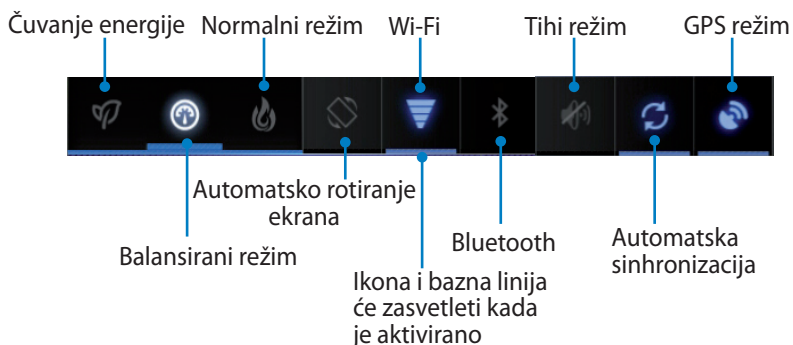 Čuvanje energije
Normalni režim
Wi-Fi
Tihi režim
GPS režim
Automatsko rotiranje
ekrana
Balansirani režim
Bluetooth
Automatska
sinhronizacija
Ikona i bazna linija
će zasvetleti kada
je aktivirano